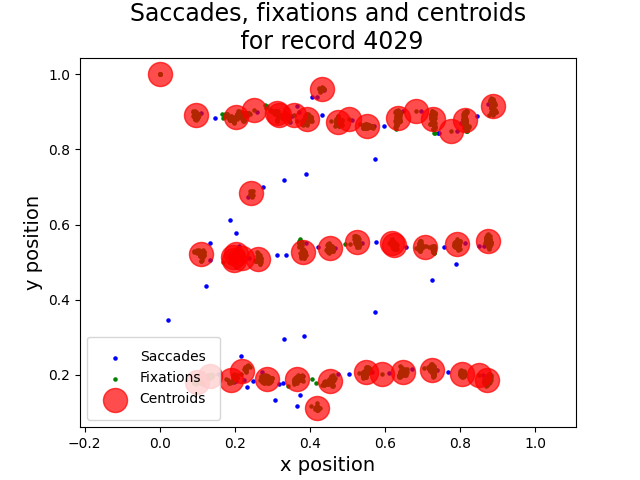 Saccades, fixations and centroids
for record 4029
y position
1.0
0.8
0.6
0.4
0.2
Saccades
Fixations
Centroids
−0.2
0.0
0.2
0.4
0.6
0.8
1.0
x position